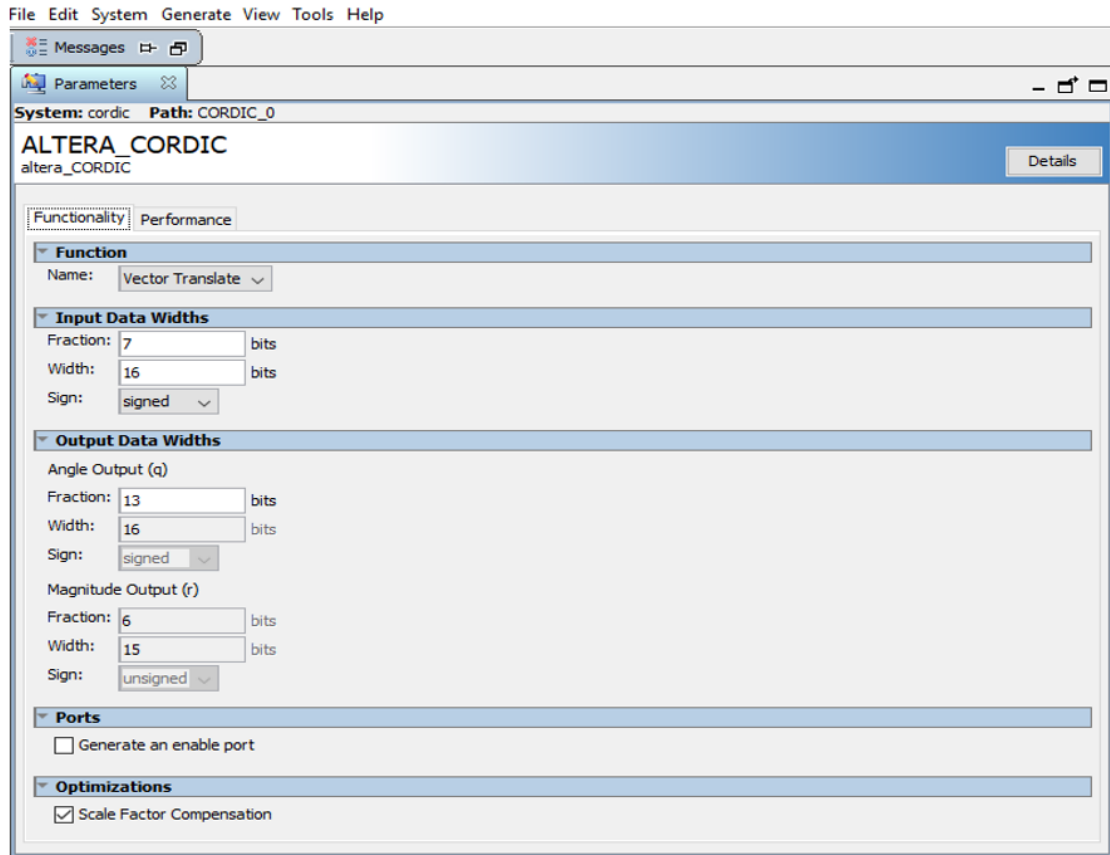 File Edit System Generate View Tools Help
Messages
Parameters
System: cordic Path: CORDIC_0
ALTERA_CORDIC
altera_CORDIC
Details
Functionality Performance
Function
Name: Vector Translate
Input Data Widths
Fraction: 7 bits
Width: 16 bits
Sign: signed
Output Data Widths
Angle Output (q)
Fraction: 13 bits
Width: 16 bits
Sign: signed
Magnitude Output (r)
Fraction: 6 bits
Width: 15 bits
Sign: unsigned
Ports
Generate an enable port
Optimizations
Scale Factor Compensation